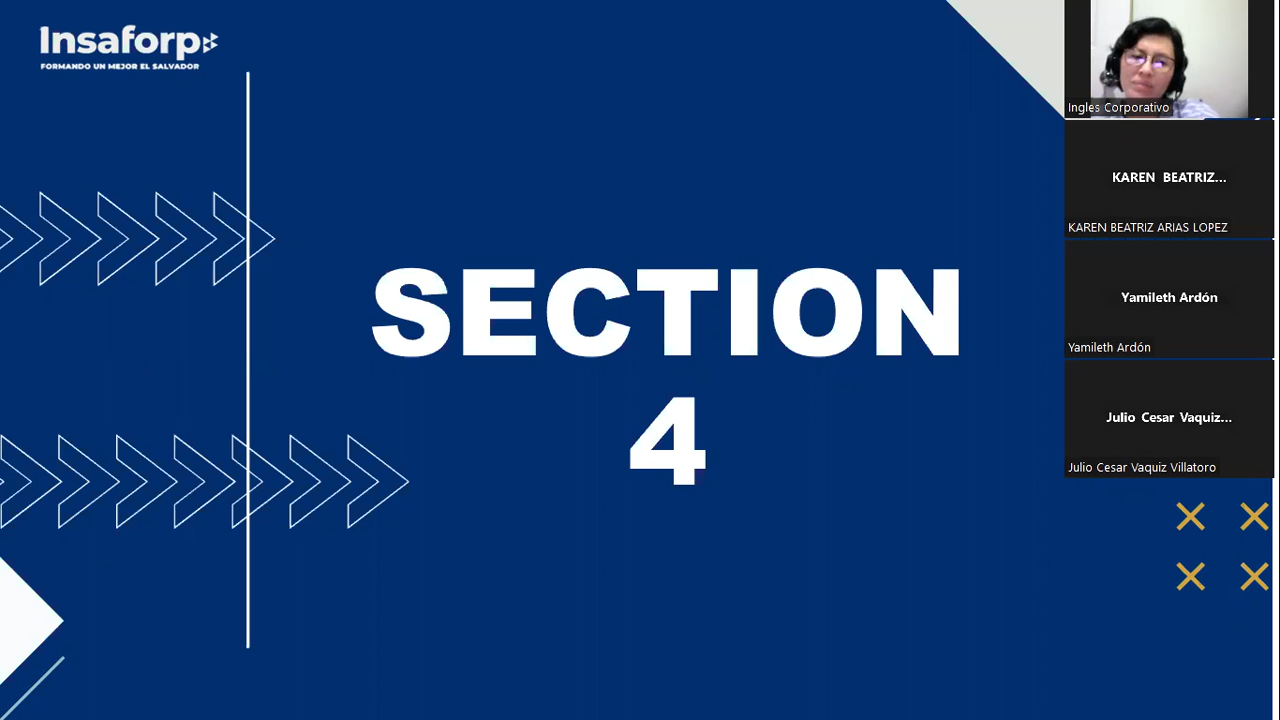 Insaforp
FORMANDO UN MEJOR EL SALVADOR
SECTION
4
Ingles Corporativo
KAREN BEATRIZ...
KAREN BEATRIZ ARIAS LOPEZ
Yamileth Ardón
Yamileth Ardón
Julio Cesar Vaquiz...
Julio Cesar Vaquiz Villatoro